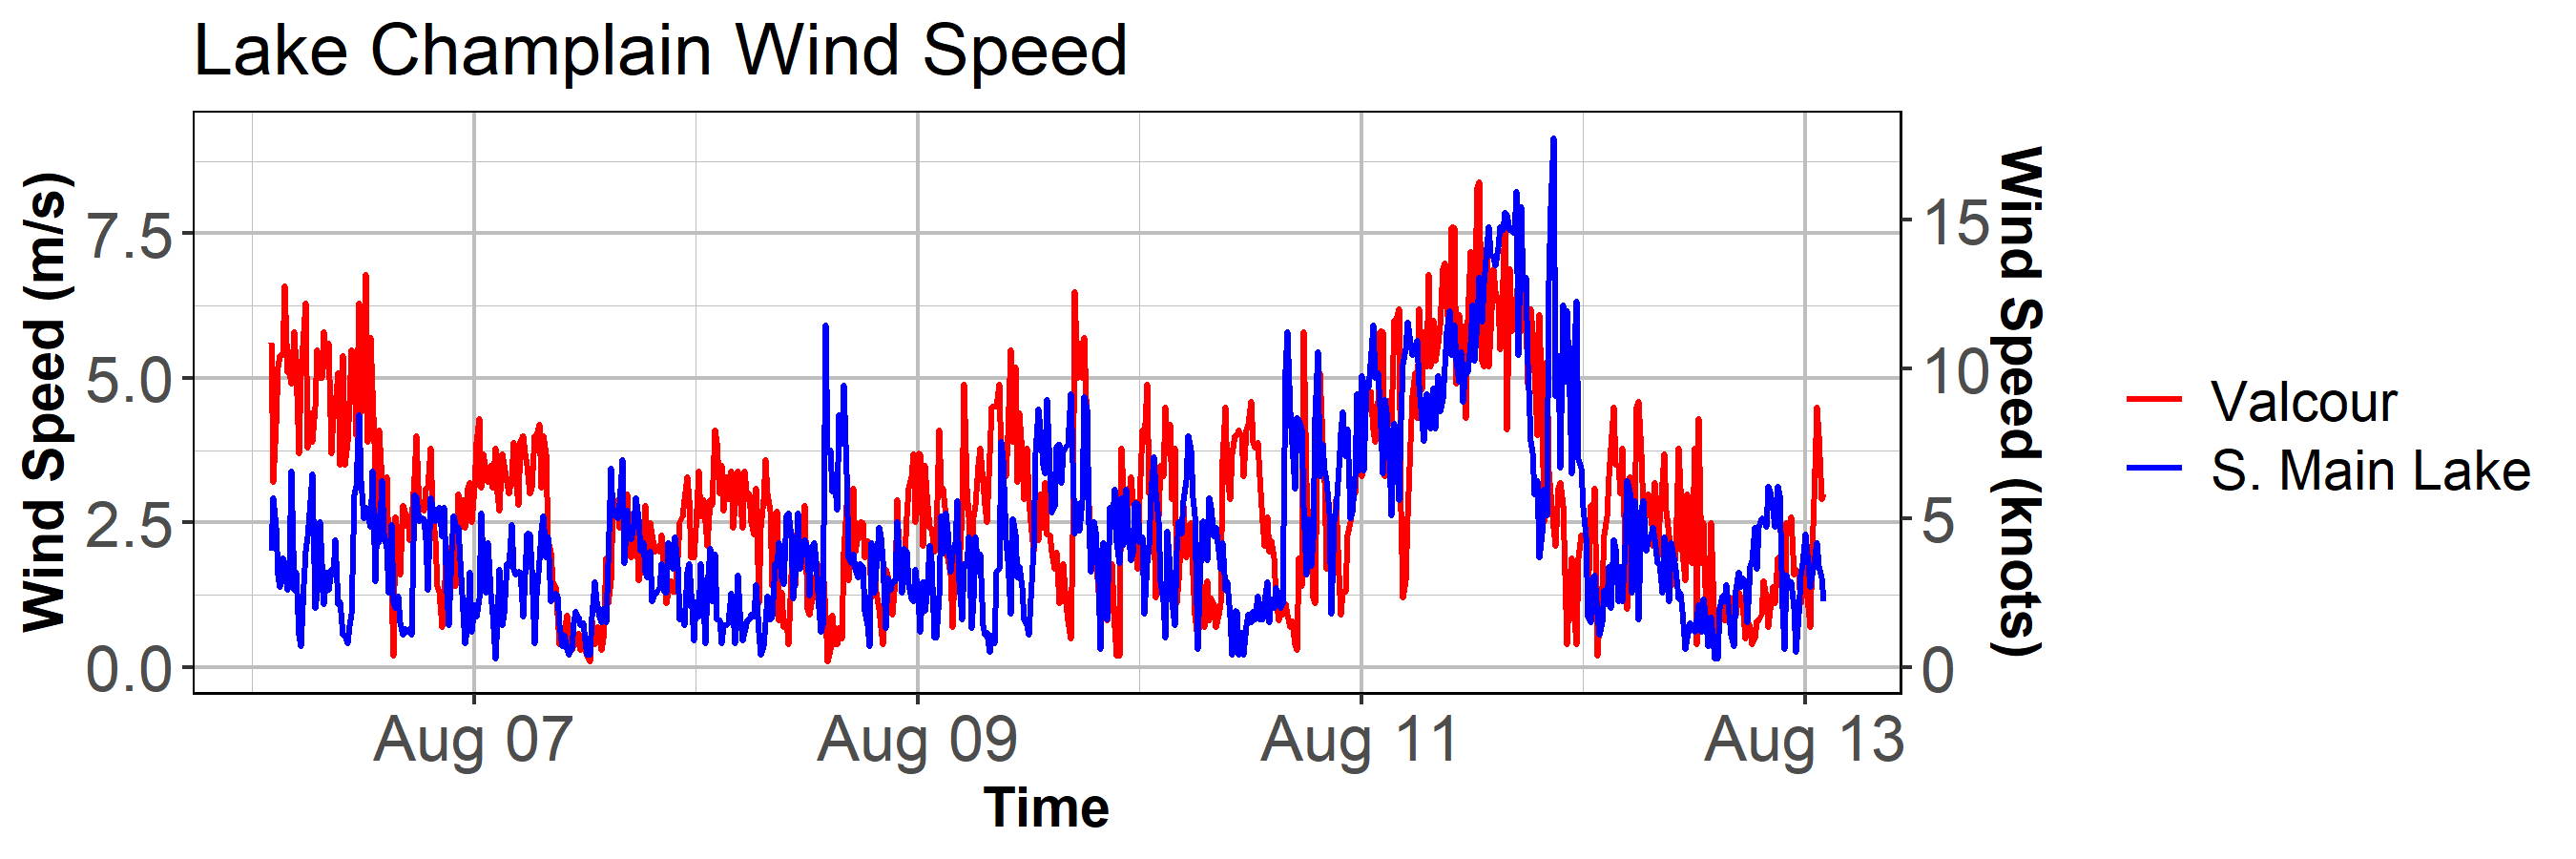 Lake Champlain Wind Speed
Wind Speed (m/s)
7.5
5.0
2.5
0.0
Aug 07
Aug 09
Aug 11
Aug 13
Time
15
10
5
0
Wind Speed (knots)
Valcour
S. Main Lake